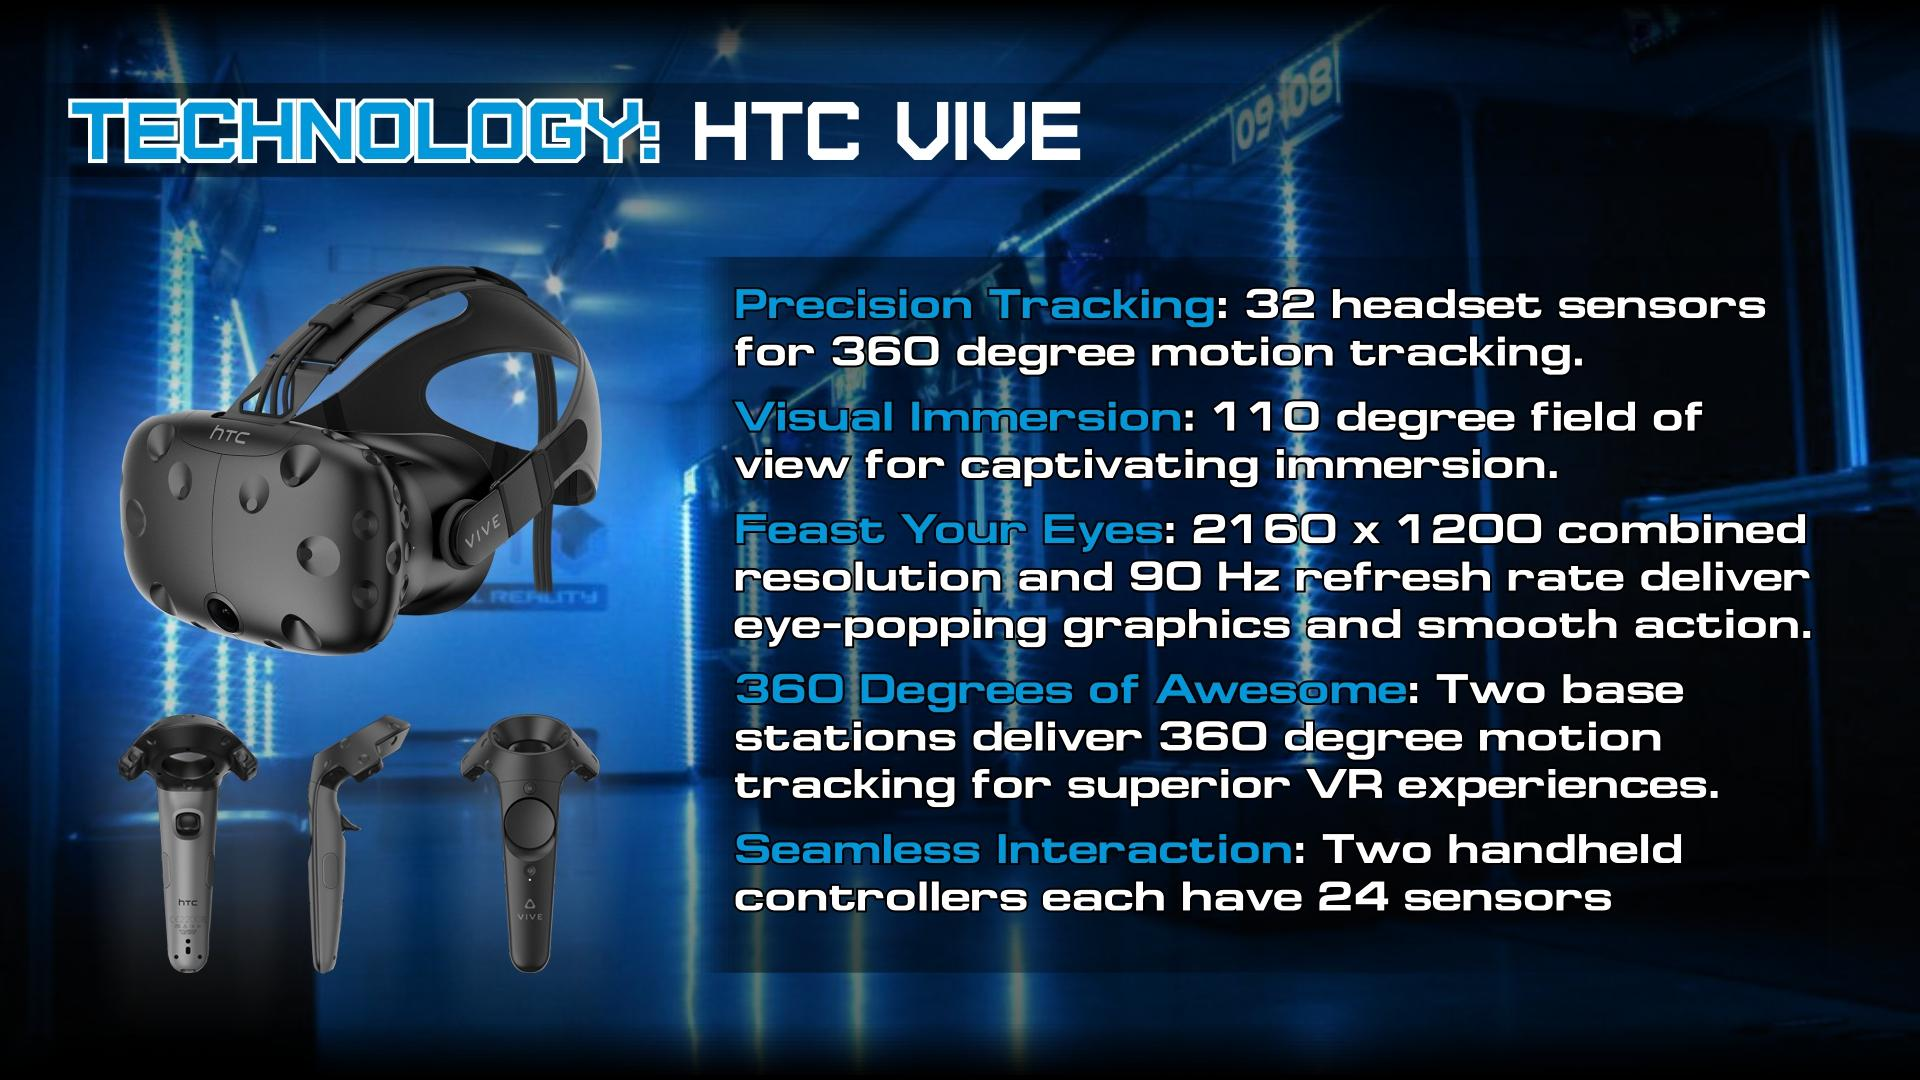 TECHNOLOGY: HTC VIVE
09 08
Precision Tracking: 32 headset sensors
for 360 degree motion tracking.
Visual Immersion: 110 degree field of
view for captivating immersion.
Feast Your Eyes: 2160 x 1200 combined
resolution and 90 Hz refresh rate deliver
eye-popping graphics and smooth action.
360 Degrees of Awesome: Two base
stations deliver 360 degree motion
tracking for superior VR experiences.
Seamless Interaction: Two handheld
controllers each have 24 sensors
hTC
VIVE
REALITY
hTC
VIVE